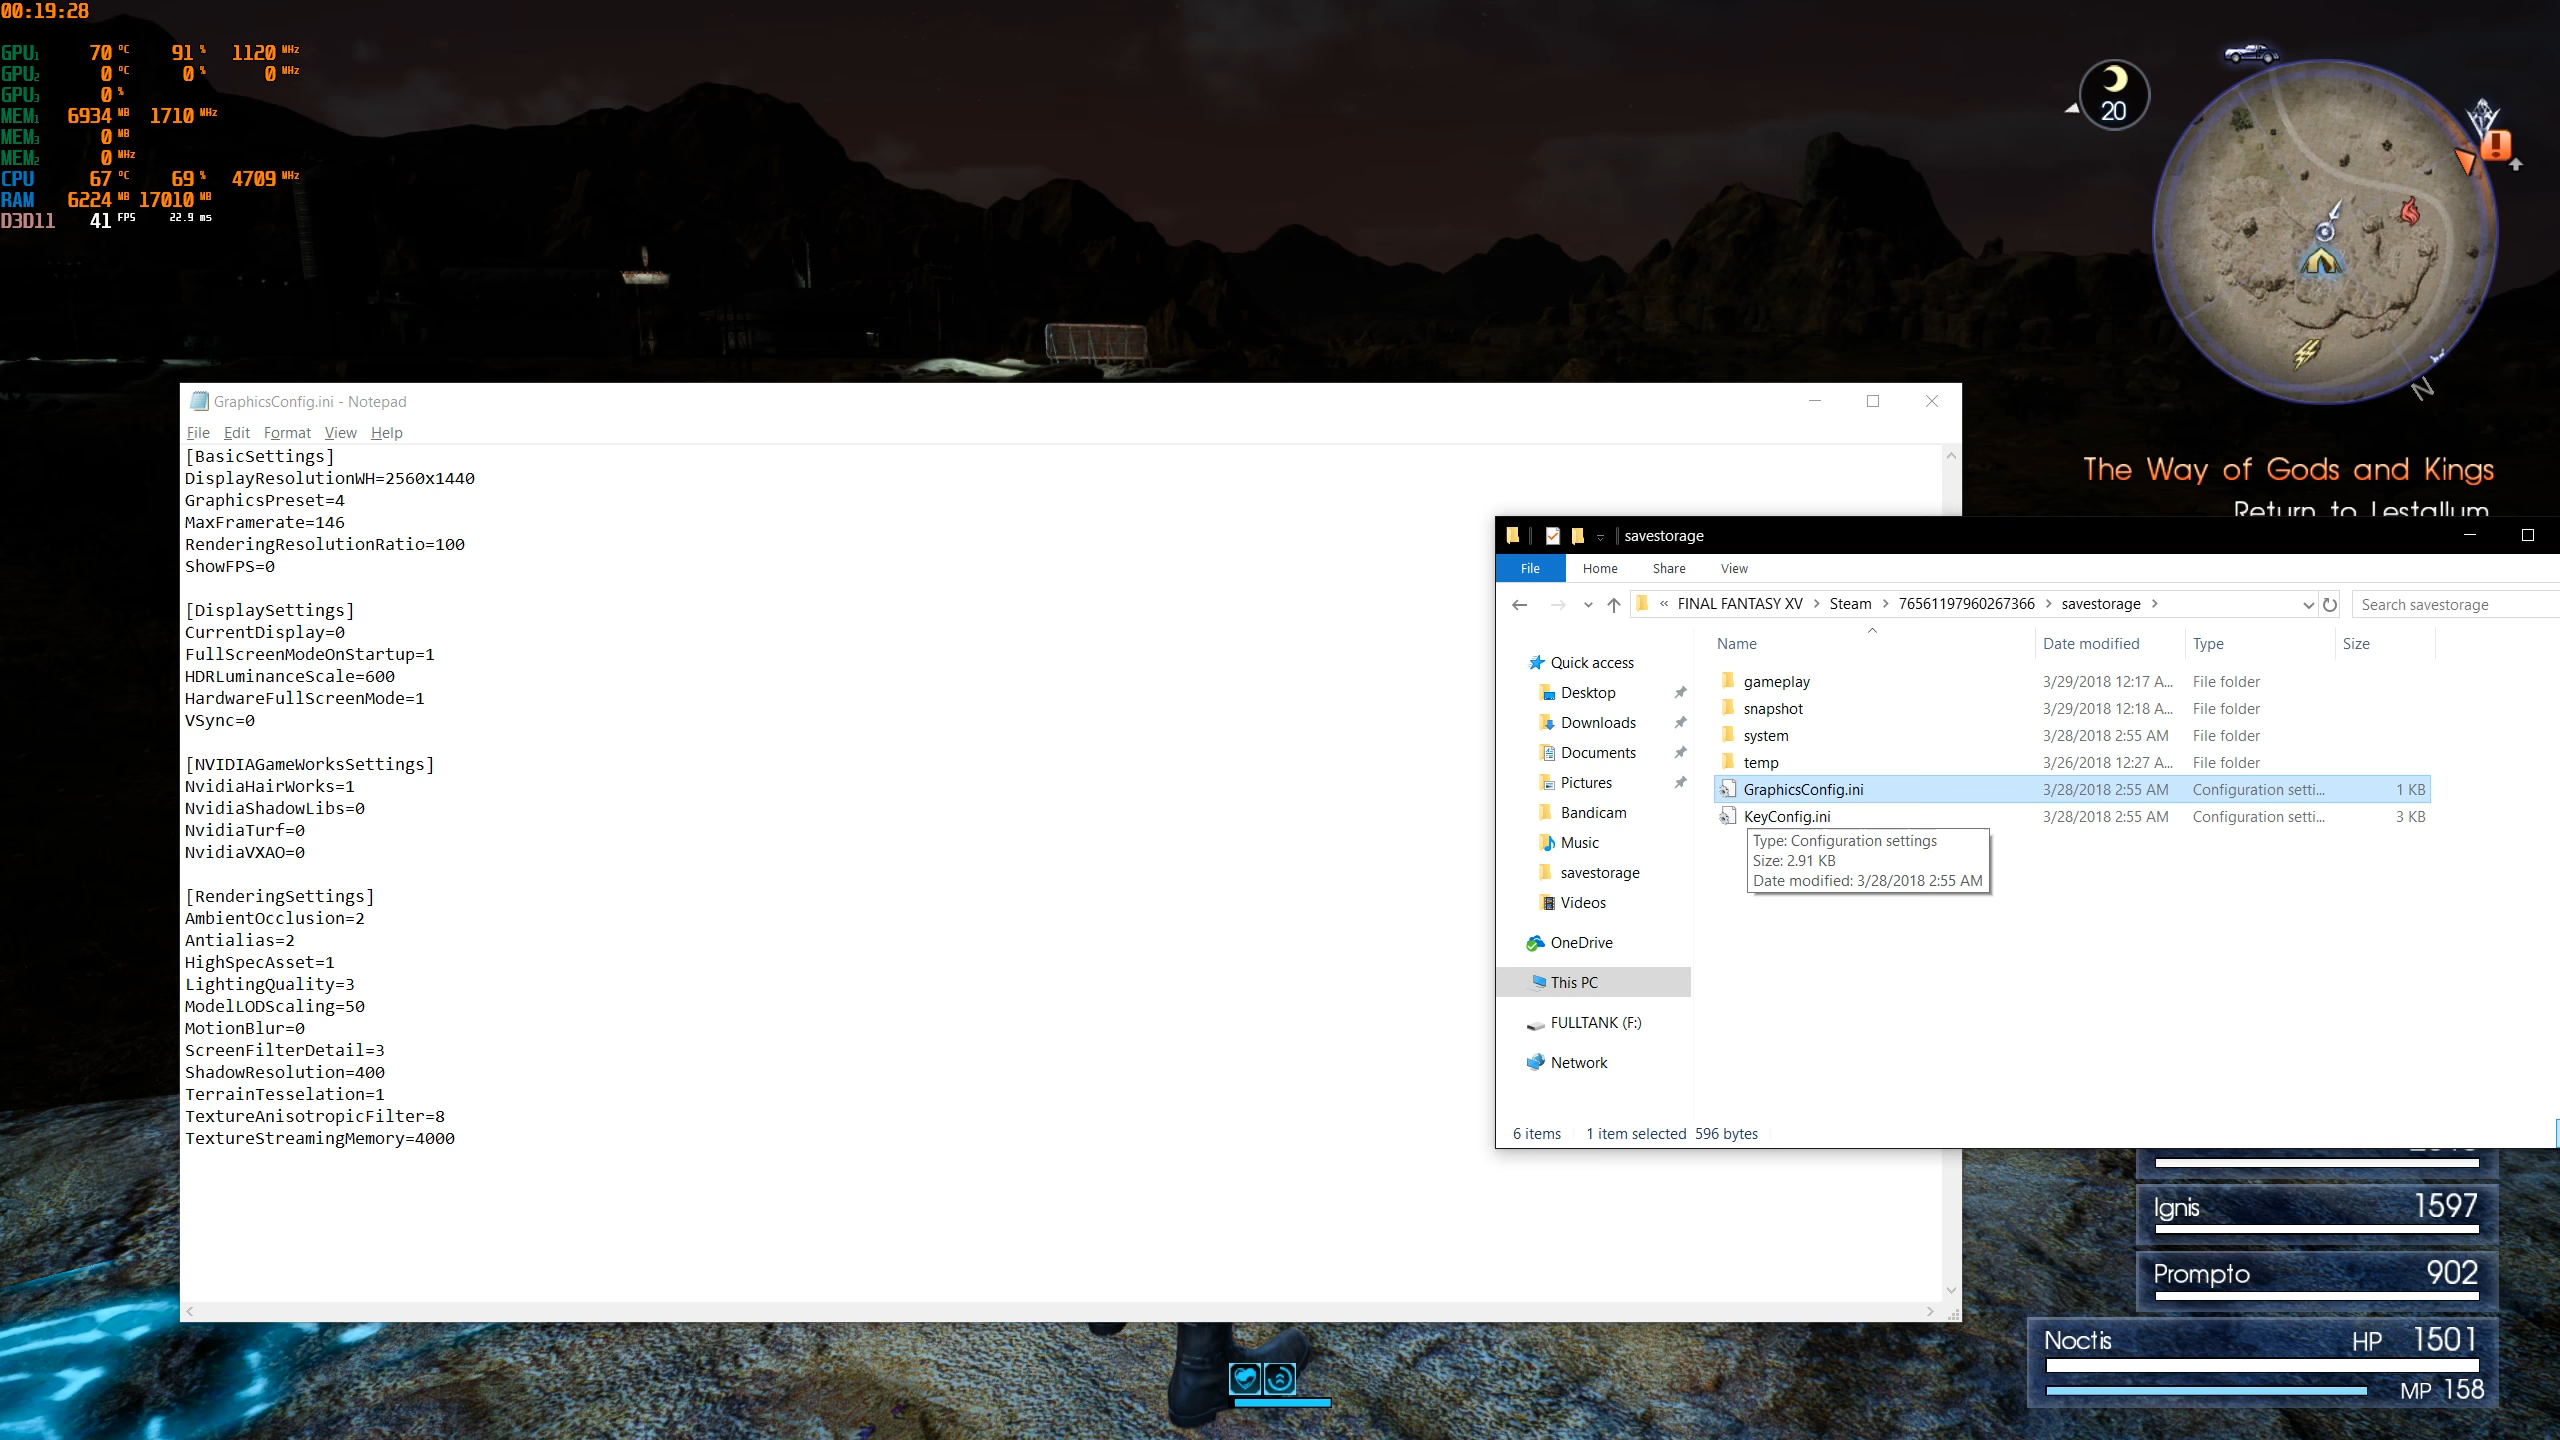 00:19:28
GPU1 70 °C 91 % 1120 MHz
GPU2 0 °C 0 % 0 MHz
GPU3 0 %
MEM1 6934 MB 1710 MHz
MEM3 0 MB
MEM2 0 MHz
CPU 67 °C 69 % 4709 MHz
RAM 6224 MB 17010 MB
D3D11 41 FPS 22.9 ms
20
N
The Way of Gods and Kings
Return to Lestallum
GraphicsConfig.ini - Notepad
File Edit Format View Help
[BasicSettings]
DisplayResolutionWH=2560x1440
GraphicsPreset=4
MaxFramerate=146
RenderingResolutionRatio=100
ShowFPS=0
[DisplaySettings]
CurrentDisplay=0
FullScreenModeOnStartup=1
HDRLuminanceScale=600
HardwareFullScreenMode=1
VSync=0
[NVIDIAGameWorksSettings]
NvidiaHairWorks=1
NvidiaShadowLibs=0
NvidiaTurf=0
NvidiaVXAO=0
[RenderingSettings]
AmbientOcclusion=2
Antialias=2
HighSpecAsset=1
LightingQuality=3
ModelLODScaling=50
MotionBlur=0
ScreenFilterDetail=3
ShadowResolution=400
TerrainTesselation=1
TextureAnisotropicFilter=8
TextureStreamingMemory=4000
savestorage
File Home Share View
« FINAL FANTASY XV > Steam > 76561197960267366 > savestorage >
Search savestorage
Name Date modified Type Size
Quick access
Desktop
Downloads
Documents
Pictures
Bandicam
Music
savestorage
Videos
OneDrive
This PC
FULLTANK (F:)
Network
gameplay 3/29/2018 12:17 A... File folder
snapshot 3/29/2018 12:18 A... File folder
system 3/28/2018 2:55 AM File folder
temp 3/26/2018 12:27 A... File folder
GraphicsConfig.ini 3/28/2018 2:55 AM Configuration setti... 1 KB
KeyConfig.ini 3/28/2018 2:55 AM Configuration setti... 3 KB
Type: Configuration settings
Size: 2.91 KB
Date modified: 3/28/2018 2:55 AM
6 items 1 item selected 596 bytes
Ignis 1597
Prompto 902
Noctis HP 1501
MP 158